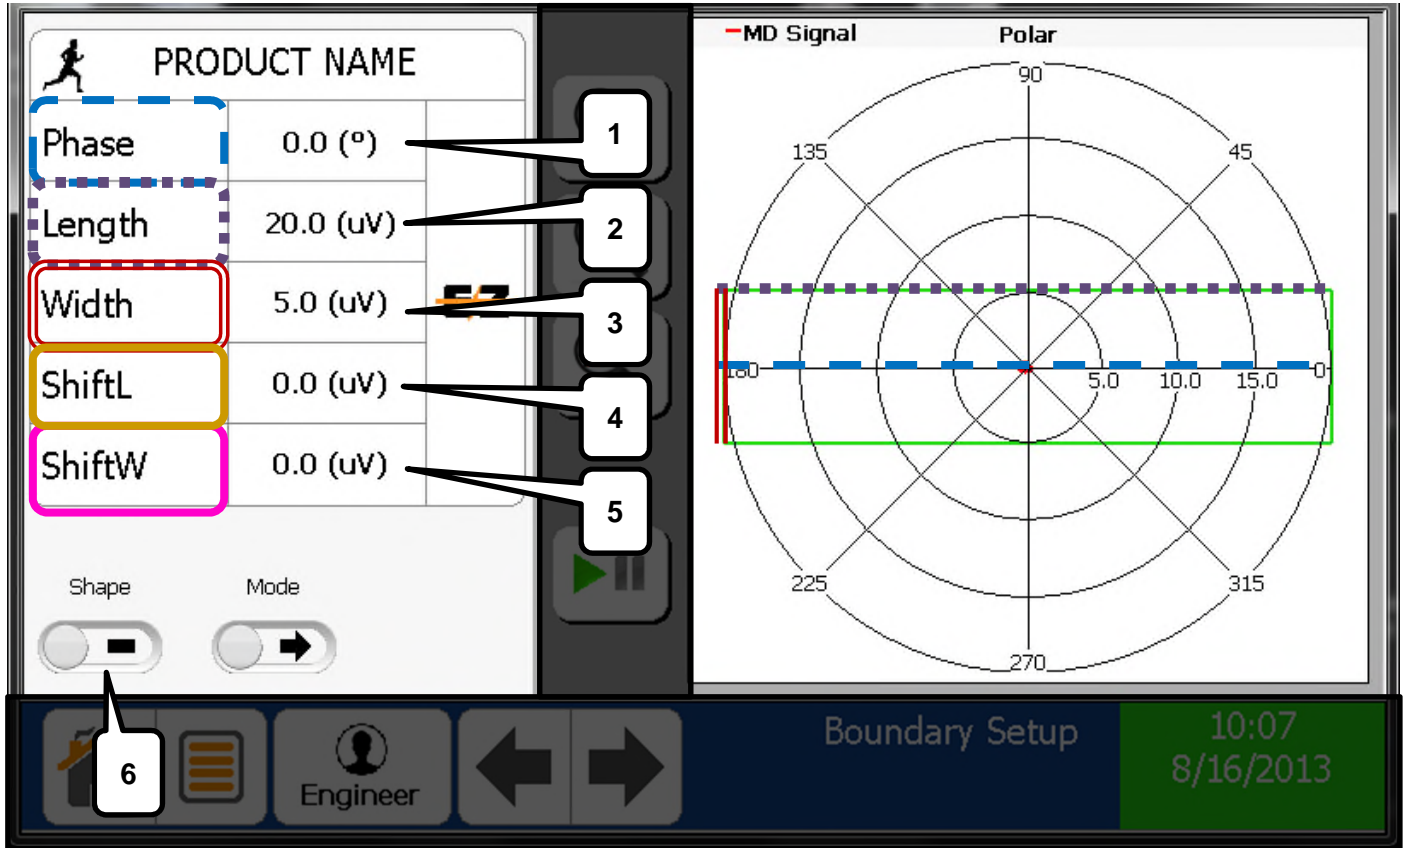 PRODUCT NAME
Phase 0.0 (º)
Length 20.0 (uV)
Width 5.0 (uV)
EZ
ShiftL 0.0 (uV)
ShiftW 0.0 (uV)
Shape Mode
1
2
3
4
5
6
MD Signal Polar
90
135 45
180 5.0 10.0 15.0 0
225 315
270
Engineer
Boundary Setup
10:07
8/16/2013